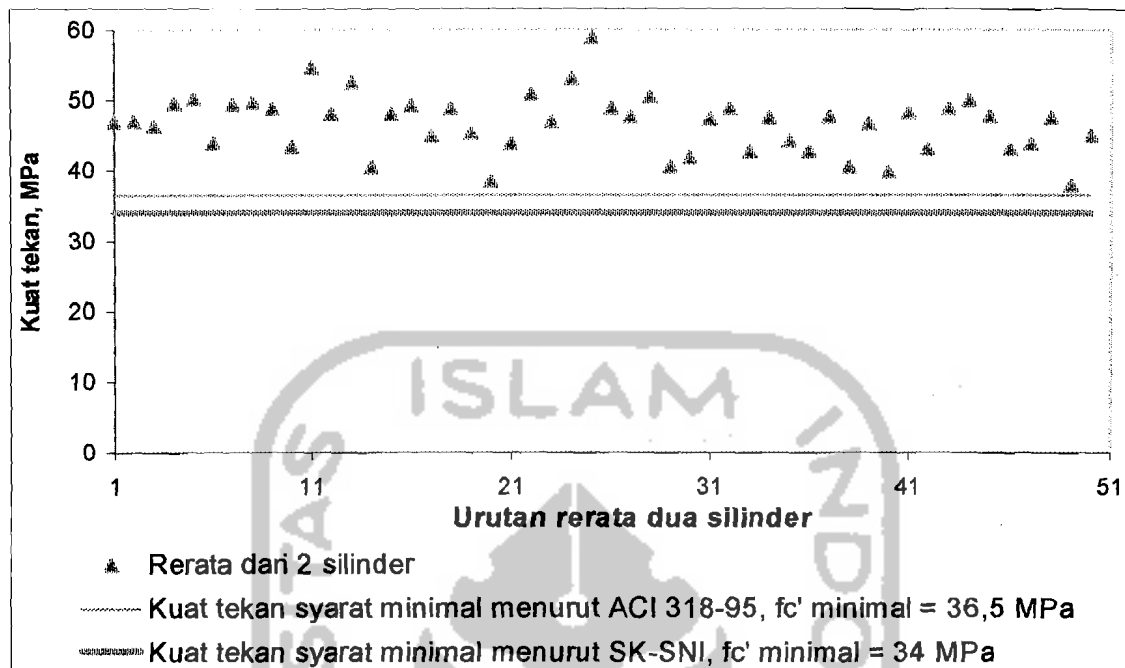 60
50
40
30
20
10
0
Kuat tekan, MPa
1 11 21 31 41 51
Urutan rerata dua silinder
Rerata dari 2 silinder
Kuat tekan syarat minimal menurut ACI 318-95, fc' minimal = 36,5 MPa
Kuat tekan syarat minimal menurut SK-SNI, fc' minimal = 34 MPa
ISLAM
SITAS
INDO